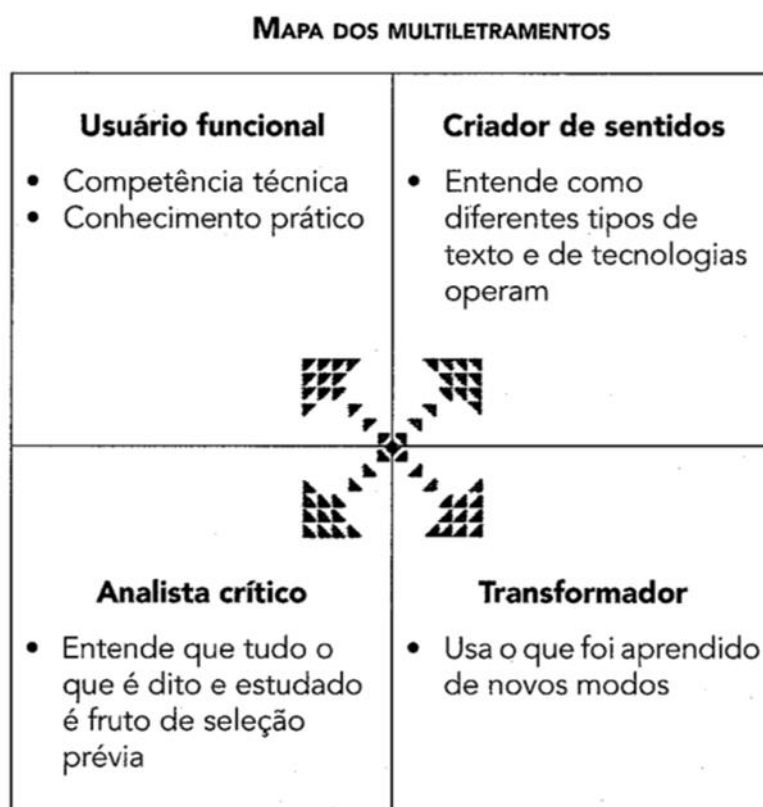 MAPA DOS MULTILETRAMENTOS
Usuário funcional
• Competência técnica
• Conhecimento prático
Criador de sentidos
• Entende como
diferentes tipos de
texto e de tecnologias
operam
Analista crítico
• Entende que tudo o
que é dito e estudado
é fruto de seleção
prévia
Transformador
• Usa o que foi aprendido
de novos modos